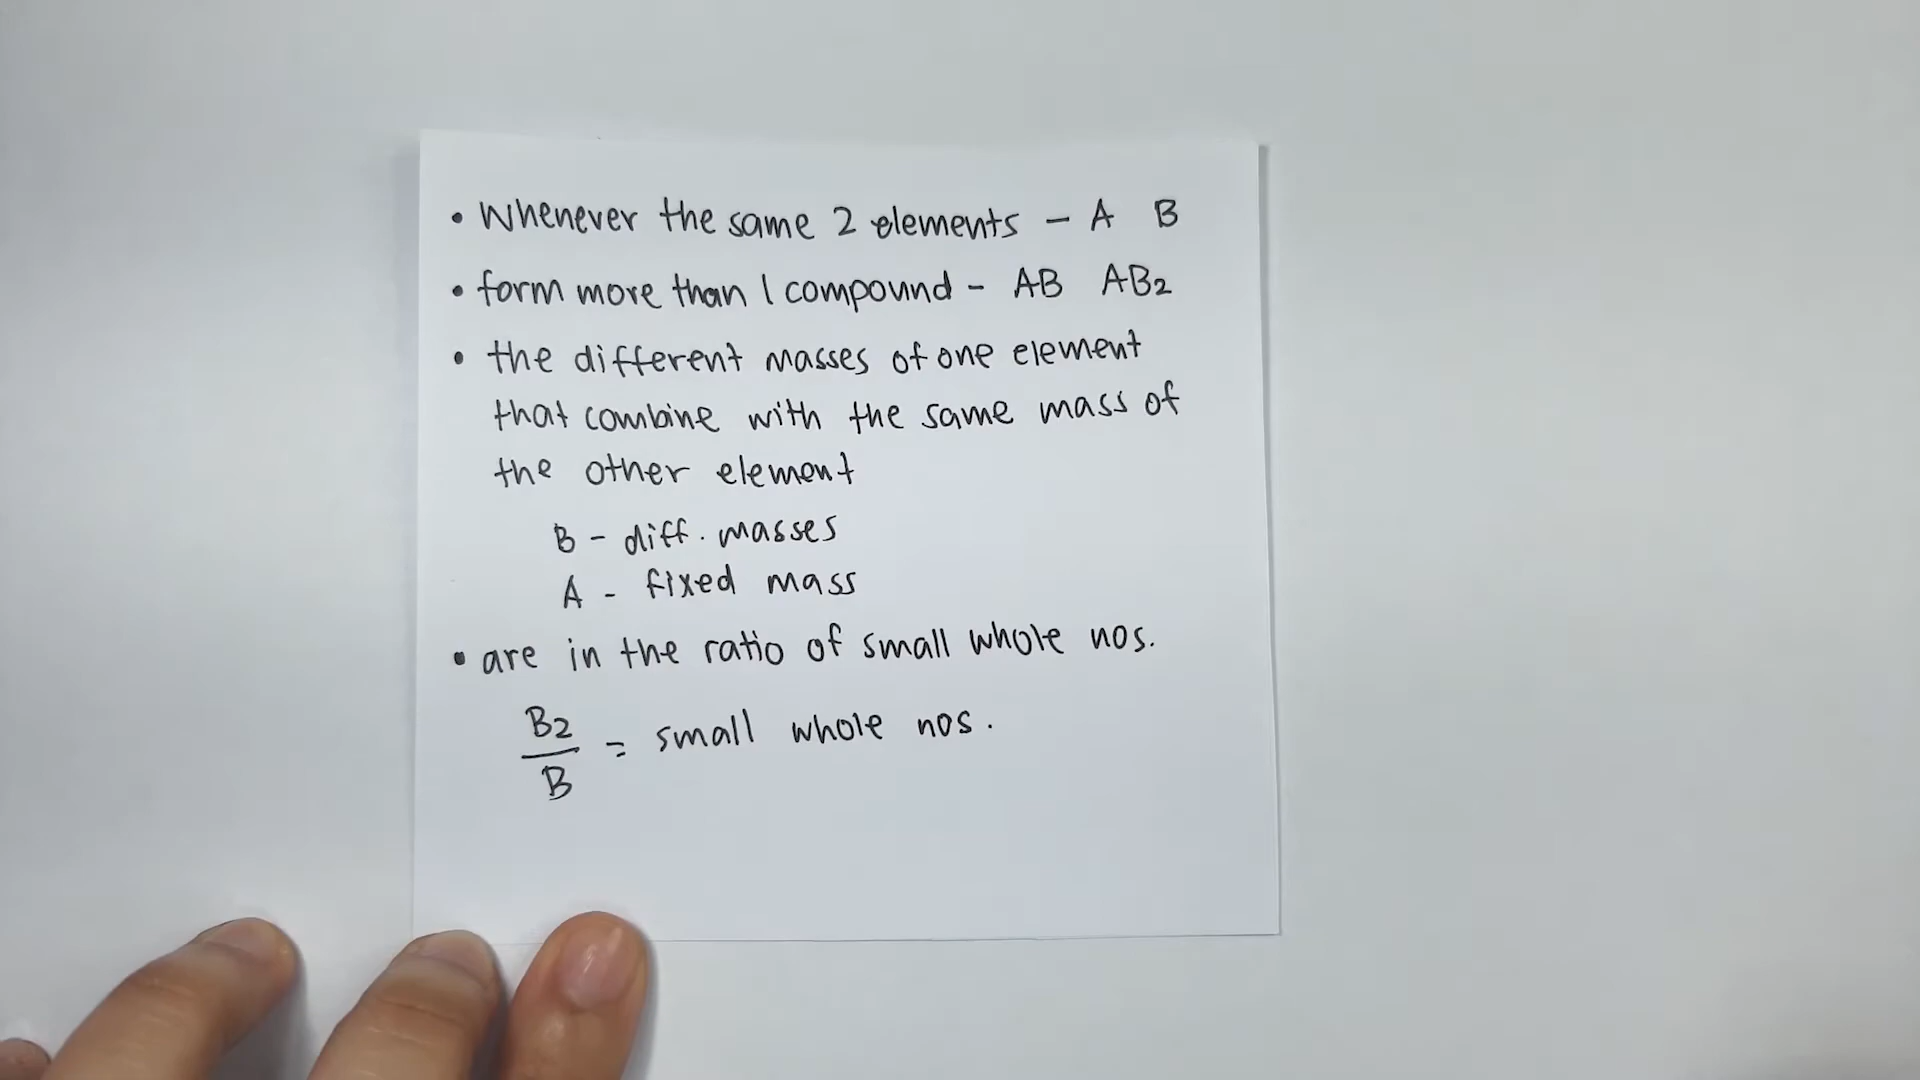 • Whenever the same 2 elements – A B
• form more than 1 compound – AB AB₂
• the different masses of one element
that combine with the same mass of
the other element
B – diff. masses
A – fixed mass
• are in the ratio of small whole nos.
B₂/B = small whole nos.